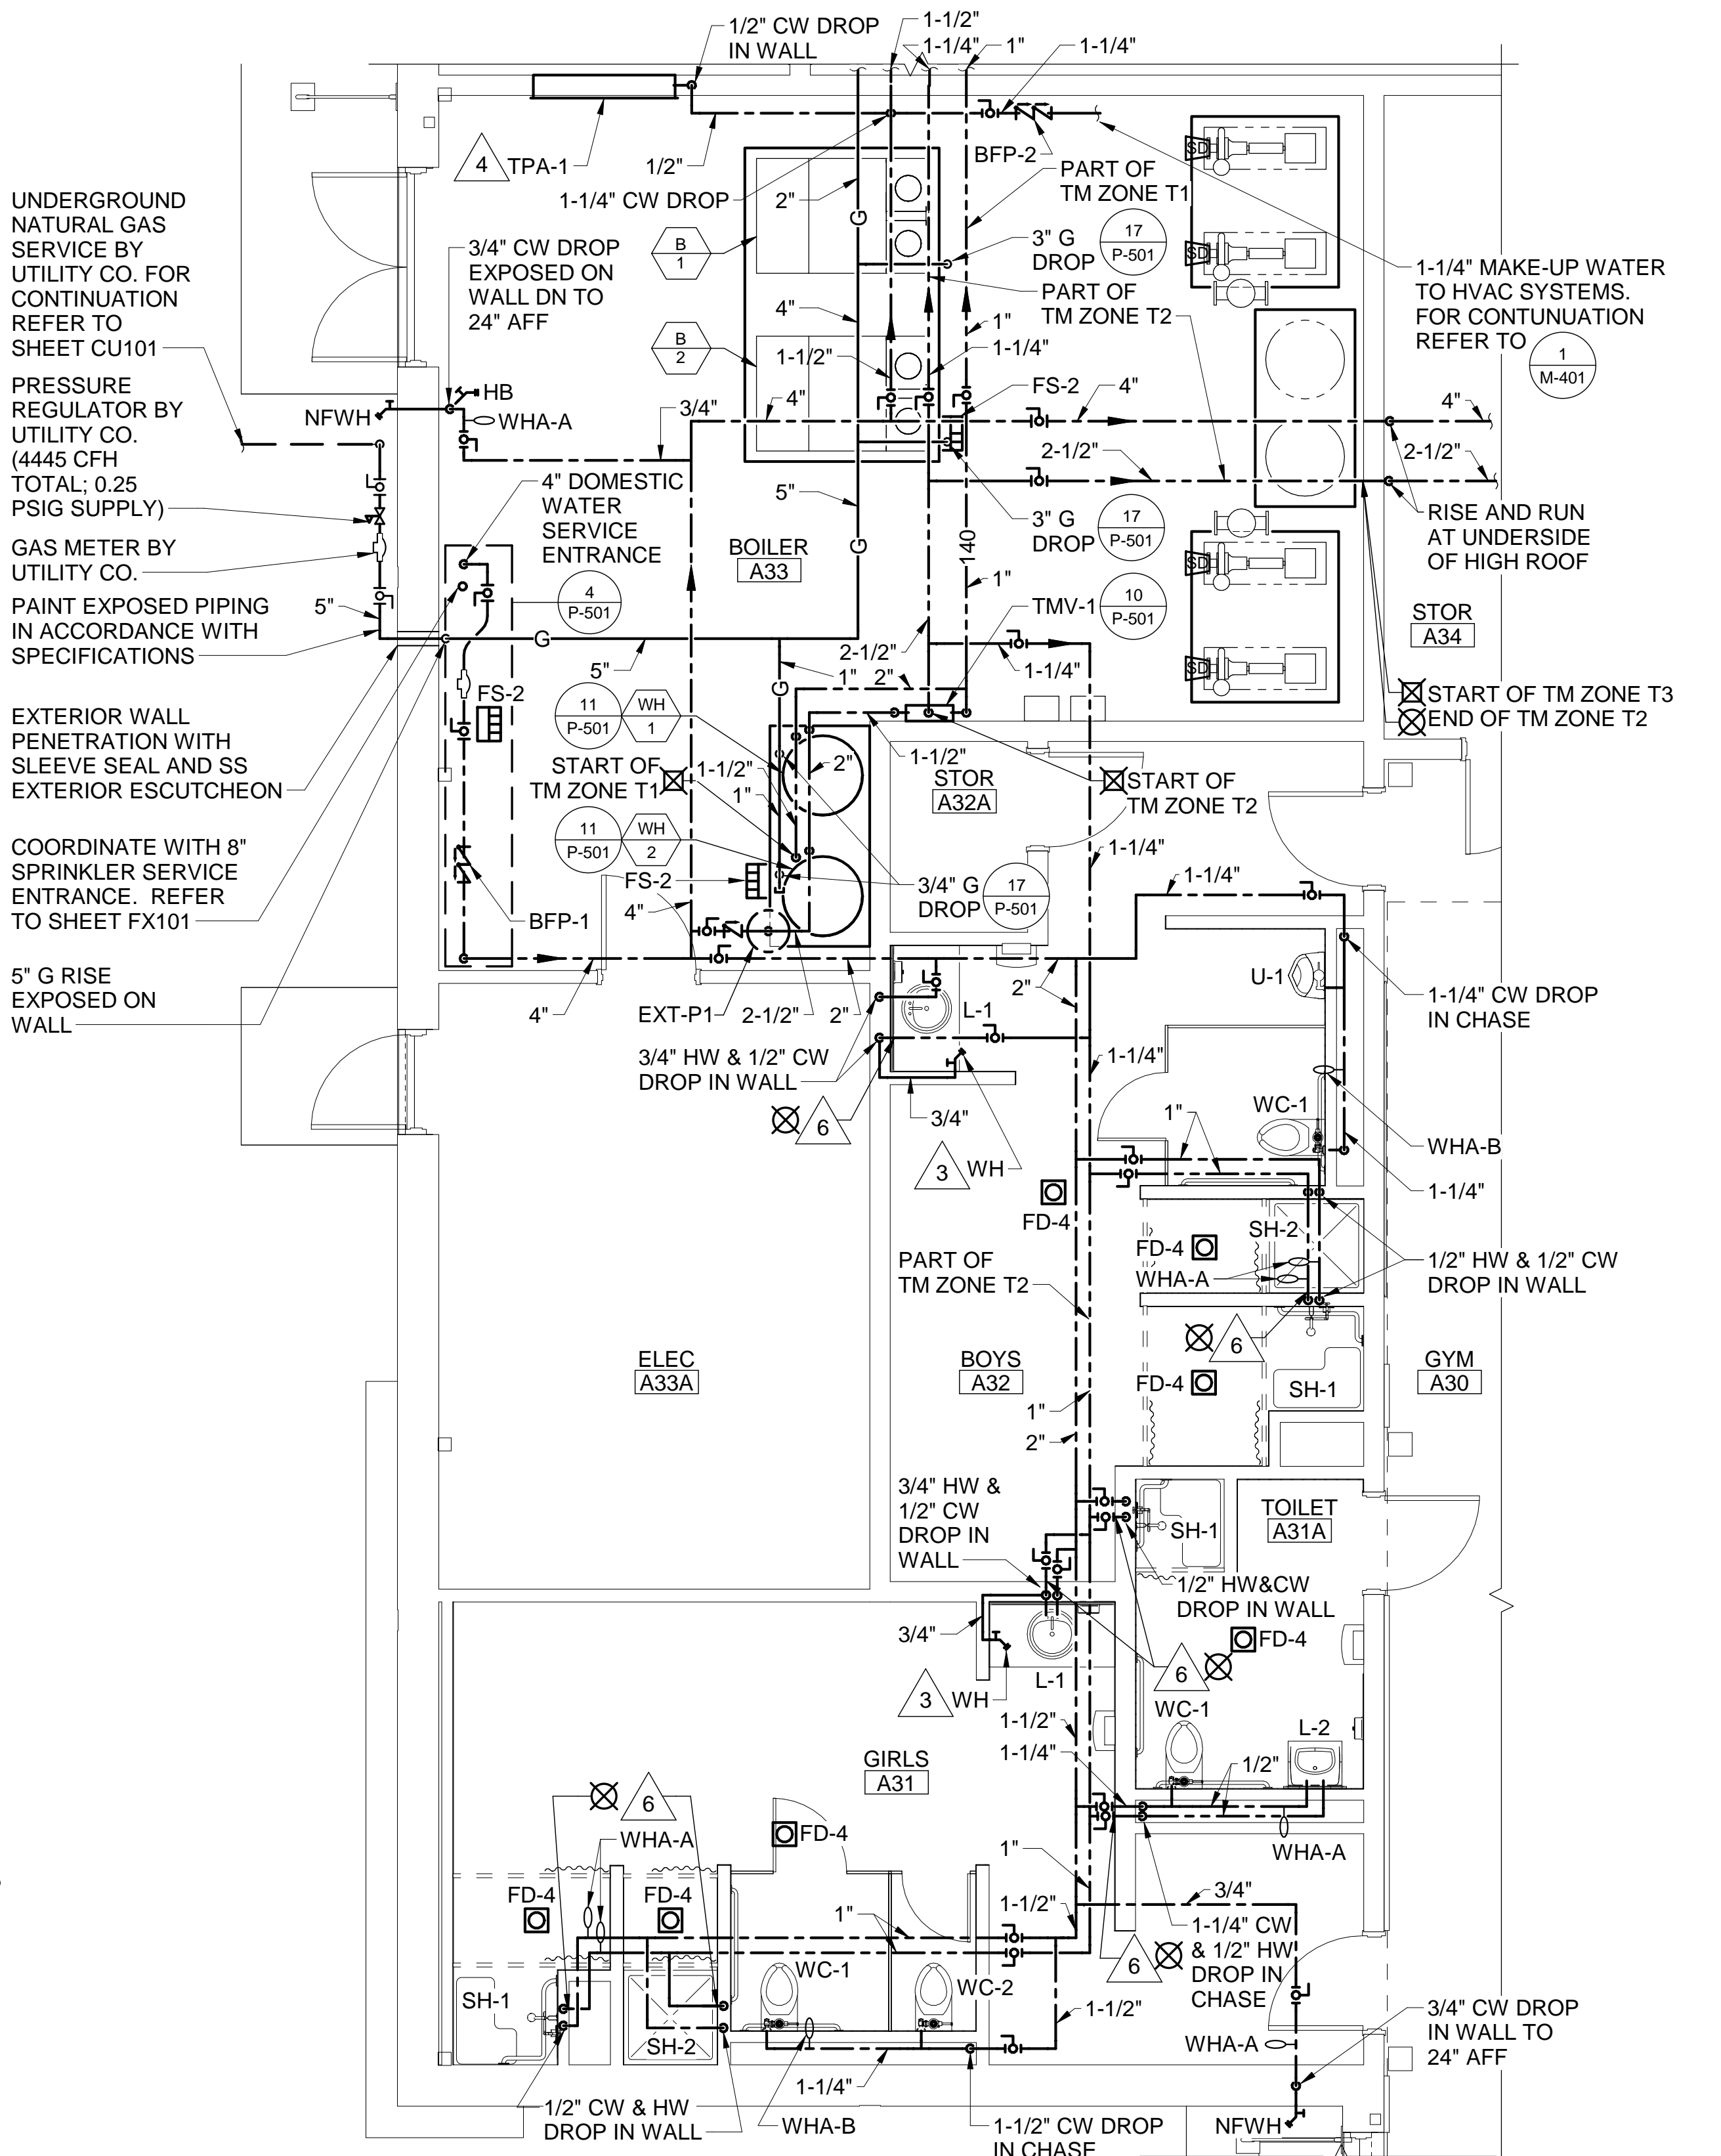 1/2" CW DROP
IN WALL
1-1/2"
1-1/4"
1"
1-1/4"
4
TPA-1
1/2"
BFP-2
1-1/4" CW DROP
2"
PART OF
TM ZONE T1
G
B
1
3" G
DROP
17
P-501
SD
SD
UNDERGROUND
NATURAL GAS
SERVICE BY
UTILITY CO. FOR
CONTINUATION
REFER TO
SHEET CU101
3/4" CW DROP
EXPOSED ON
WALL DN TO
24" AFF
PART OF
TM ZONE T2
1-1/4" MAKE-UP WATER
TO HVAC SYSTEMS.
FOR CONTUNUATION
REFER TO
1
M-401
4"
1"
B
2
1-1/2"
1-1/4"
PRESSURE
REGULATOR BY
UTILITY CO.
(4445 CFH
TOTAL; 0.25
PSIG SUPPLY)
HB
NFWH
WHA-A
3/4"
4"
FS-2
4"
4"
2-1/2"
2-1/2"
4" DOMESTIC
WATER
SERVICE
ENTRANCE
5"
3" G
DROP
17
P-501
RISE AND RUN
AT UNDERSIDE
OF HIGH ROOF
GAS METER BY
UTILITY CO.
BOILER
A33
G
140
SD
1"
PAINT EXPOSED PIPING
IN ACCORDANCE WITH
SPECIFICATIONS
5"
4
P-501
TMV-1
10
P-501
STOR
A34
G
5"
2-1/2"
1-1/4"
SD
1"
2"
G
EXTERIOR WALL
PENETRATION WITH
SLEEVE SEAL AND SS
EXTERIOR ESCUTCHEON
FS-2
11
P-501
WH
1
START OF TM ZONE T3
END OF TM ZONE T2
START OF
TM ZONE T1
1-1/2"
2"
1-1/2"
1"
STOR
A32A
START OF
TM ZONE T2
11
P-501
WH
2
COORDINATE WITH 8"
SPRINKLER SERVICE
ENTRANCE.  REFER
TO SHEET FX101
1-1/4"
FS-2
3/4" G
DROP
17
P-501
1-1/4"
4"
BFP-1
5" G RISE
EXPOSED ON
WALL
4"
EXT-P1
2-1/2"
2"
L-1
2"
U-1
1-1/4" CW DROP
IN CHASE
3/4" HW & 1/2" CW
DROP IN WALL
1-1/4"
6
3/4"
1"
WC-1
WHA-B
3
WH
1-1/4"
FD-4
SH-2
FD-4
WHA-A
1/2" HW & 1/2" CW
DROP IN WALL
PART OF
TM ZONE T2
6
ELEC
A33A
BOYS
A32
FD-4
SH-1
GYM
A30
1"
2"
3/4" HW &
1/2" CW
DROP IN
WALL
SH-1
TOILET
A31A
1/2" HW&CW
DROP IN WALL
3/4"
FD-4
L-1
6
3
WH
WC-1
1-1/2"
1-1/4"
L-2
GIRLS
A31
1/2"
6
WHA-A
FD-4
WHA-A
1"
3/4"
FD-4
FD-4
1"
1-1/2"
1-1/4" CW
& 1/2" HW
DROP IN
CHASE
6
SH-1
WC-1
WC-2
1-1/2"
SH-2
3/4" CW DROP
IN WALL TO
24" AFF
WHA-A
1-1/4"
1/2" CW & HW
DROP IN WALL
WHA-B
1-1/2" CW DROP
IN CHASE
NFWH